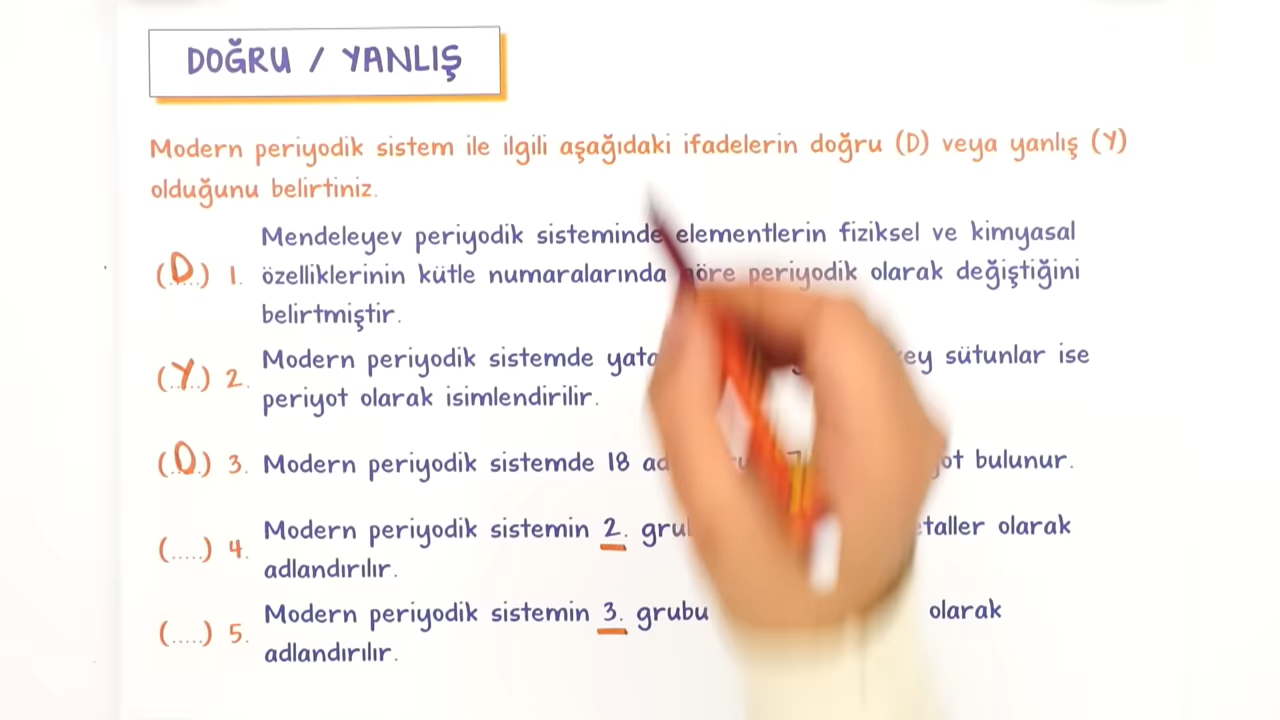 DOĞRU / YANLIŞ
Modern periyodik sistem ile ilgili aşağıdaki ifadelerin doğru (D) veya yanlış (Y)
olduğunu belirtiniz.
Mendeleyev periyodik sisteminde elementlerin fiziksel ve kimyasal
(D) 1. özelliklerinin kütle numaralarında göre periyodik olarak değiştiğini
belirtmiştir.
Modern periyodik sistemde sütunlar ise
(Y) 2. periyot olarak isimlendirilir.
(D) 3. Modern periyodik sistemde 18 bulunur.
Modern periyodik sistemin 2. olarak
(.....) 4. adlandırılır.
Modern periyodik sistemin 3. grubu olarak
(.....) 5. adlandırılır.